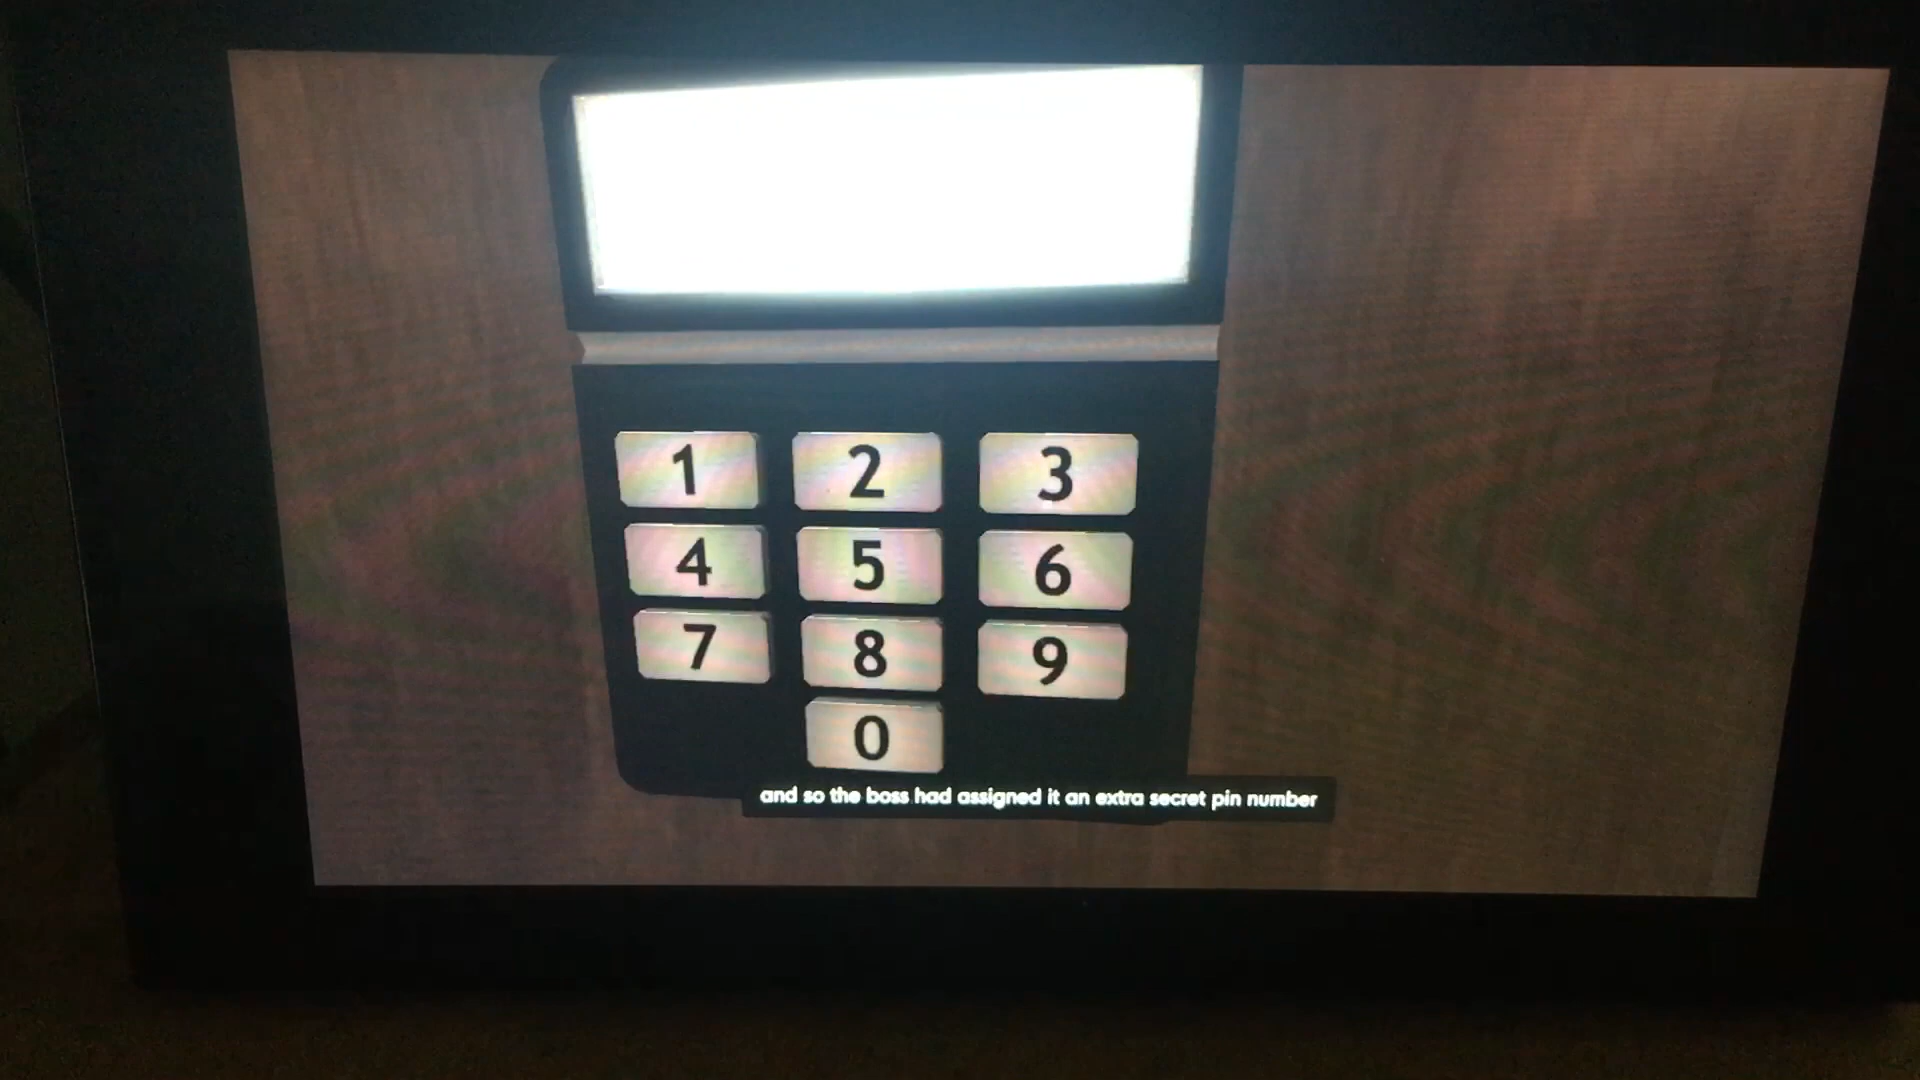 1 2 3
4 5 6
7 8 9
0
and so the boss had assigned it an extra secret pin number